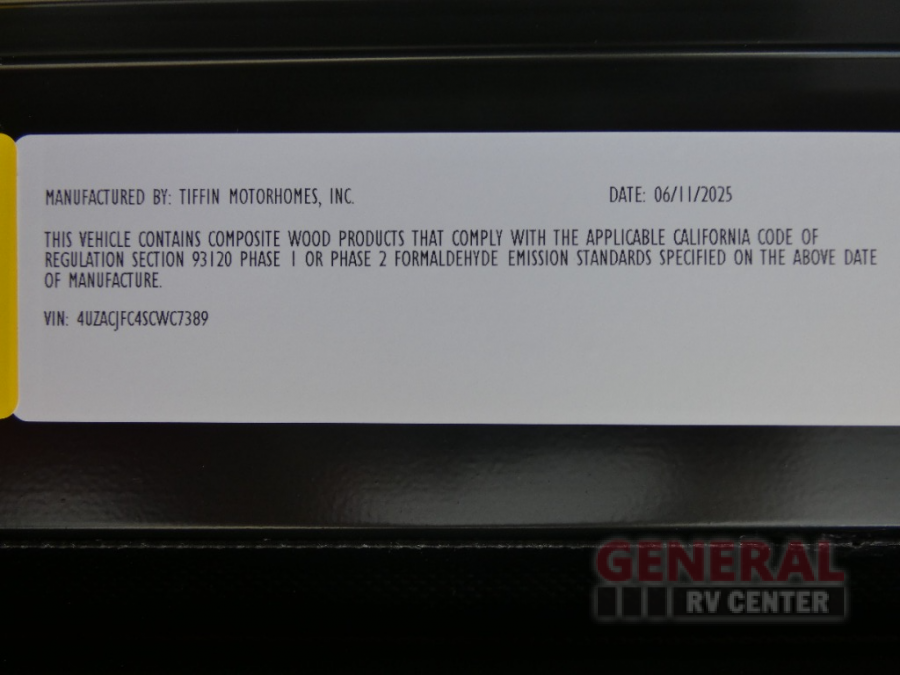 MANUFACTURED BY: TIFFIN MOTORHOMES, INC. DATE: 06/11/2025
THIS VEHICLE CONTAINS COMPOSITE WOOD PRODUCTS THAT COMPLY WITH THE APPLICABLE CALIFORNIA CODE OF
REGULATION SECTION 93120 PHASE 1 OR PHASE 2 FORMALDEHYDE EMISSION STANDARDS SPECIFIED ON THE ABOVE DATE
OF MANUFACTURE.
VIN: 4UZACJFC4SCWC7389
GENERAL
RV CENTER